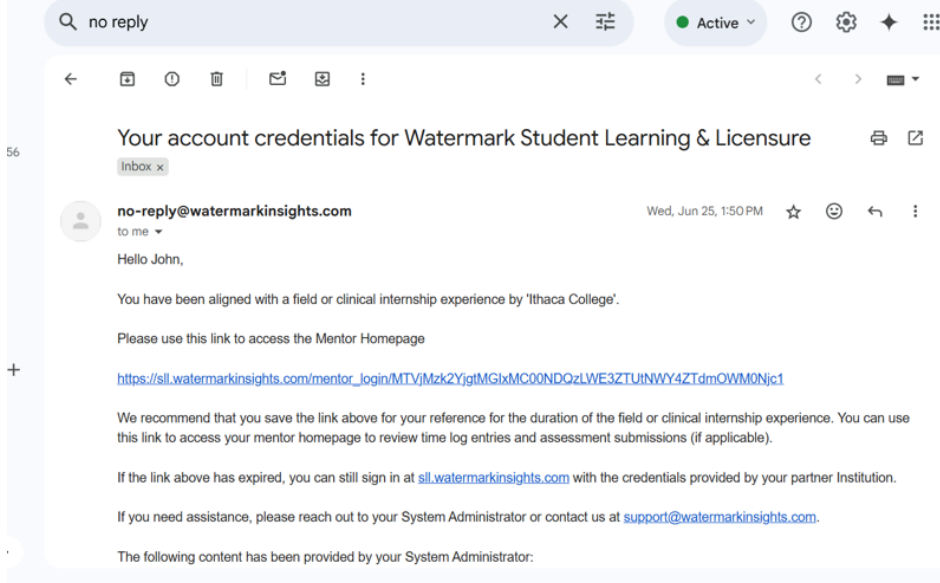 no reply
Active
56
Your account credentials for Watermark Student Learning & Licensure
Inbox x
no-reply@watermarkinsights.com
Wed, Jun 25, 1:50 PM
to me
Hello John,
You have been aligned with a field or clinical internship experience by 'Ithaca College'.
Please use this link to access the Mentor Homepage
https://sll.watermarkinsights.com/mentor_login/MTVjMzk2YjgtMGIxMC00NDQzLWE3ZTUtNWY4ZTdmOWM0Njc1
We recommend that you save the link above for your reference for the duration of the field or clinical internship experience. You can use
this link to access your mentor homepage to review time log entries and assessment submissions (if applicable).
If the link above has expired, you can still sign in at sll.watermarkinsights.com with the credentials provided by your partner Institution.
If you need assistance, please reach out to your System Administrator or contact us at support@watermarkinsights.com.
The following content has been provided by your System Administrator: